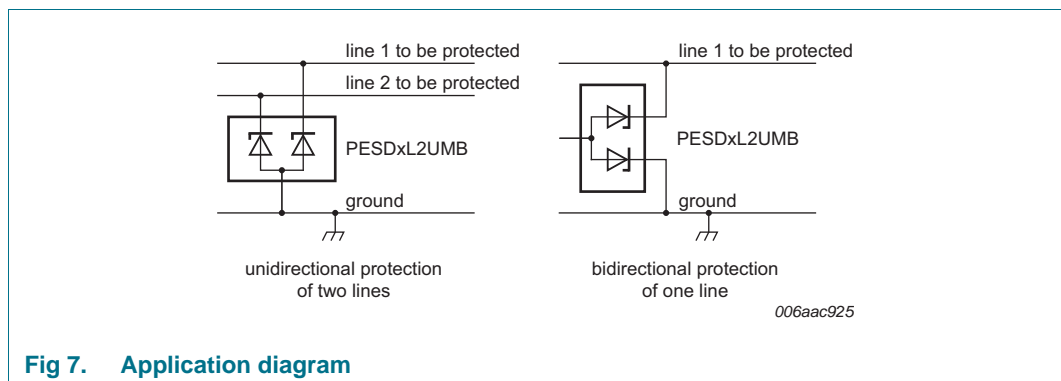 line 1 to be protected
line 2 to be protected
PESDxL2UMB
ground
unidirectional protection
of two lines
line 1 to be protected
PESDxL2UMB
ground
bidirectional protection
of one line
006aac925
Fig 7. Application diagram